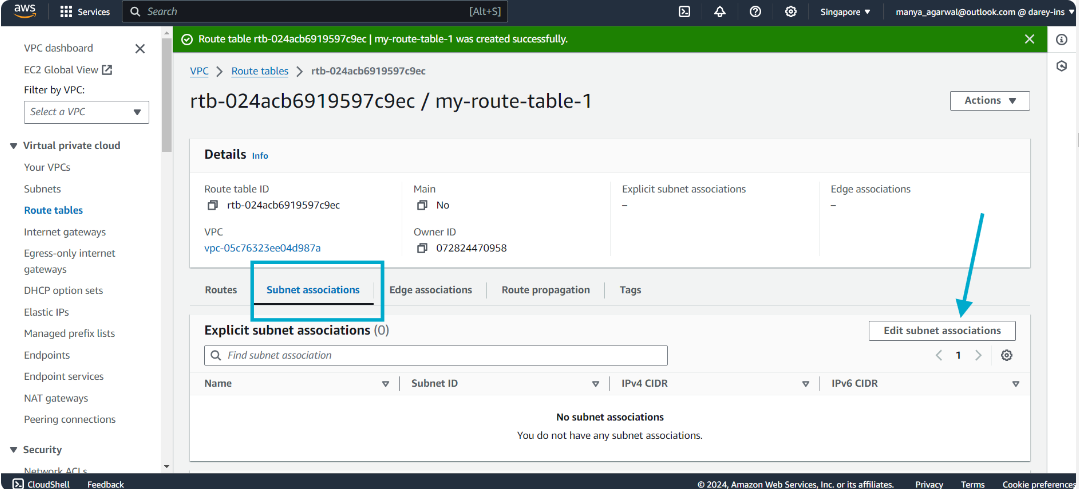 aws
Services
Search [Alt+S]
Singapore
manya_agarwal@outlook.com @ darey-ins
VPC dashboard
EC2 Global View
Filter by VPC:
Select a VPC
Virtual private cloud
Your VPCs
Subnets
Route tables
Internet gateways
Egress-only internet
gateways
DHCP option sets
Elastic IPs
Managed prefix lists
Endpoints
Endpoint services
NAT gateways
Peering connections
Security
Network ACLs
Route table rtb-024acb6919597c9ec | my-route-table-1 was created successfully.
VPC > Route tables > rtb-024acb6919597c9ec
rtb-024acb6919597c9ec / my-route-table-1
Actions
Details Info
Route table ID
rtb-024acb6919597c9ec
Main
No
Explicit subnet associations
–
Edge associations
–
VPC
vpc-05c76323ee04d987a
Owner ID
072824470958
Routes Subnet associations Edge associations Route propagation Tags
Explicit subnet associations (0)
Edit subnet associations
Find subnet association
1
Name Subnet ID IPv4 CIDR IPv6 CIDR
No subnet associations
You do not have any subnet associations.
CloudShell Feedback © 2024, Amazon Web Services, Inc. or its affiliates. Privacy Terms Cookie preferences